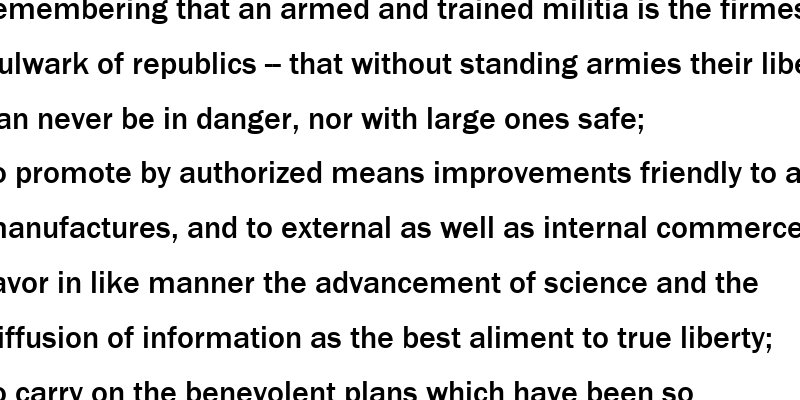 emembering that an armed and trained militia is the firmes
ulwark of republics -- that without standing armies their libe
an never be in danger, nor with large ones safe;
o promote by authorized means improvements friendly to a
anufactures, and to external as well as internal commerce
avor in like manner the advancement of science and the
iffusion of information as the best aliment to true liberty;
o carry on the benevolent plans which have been so